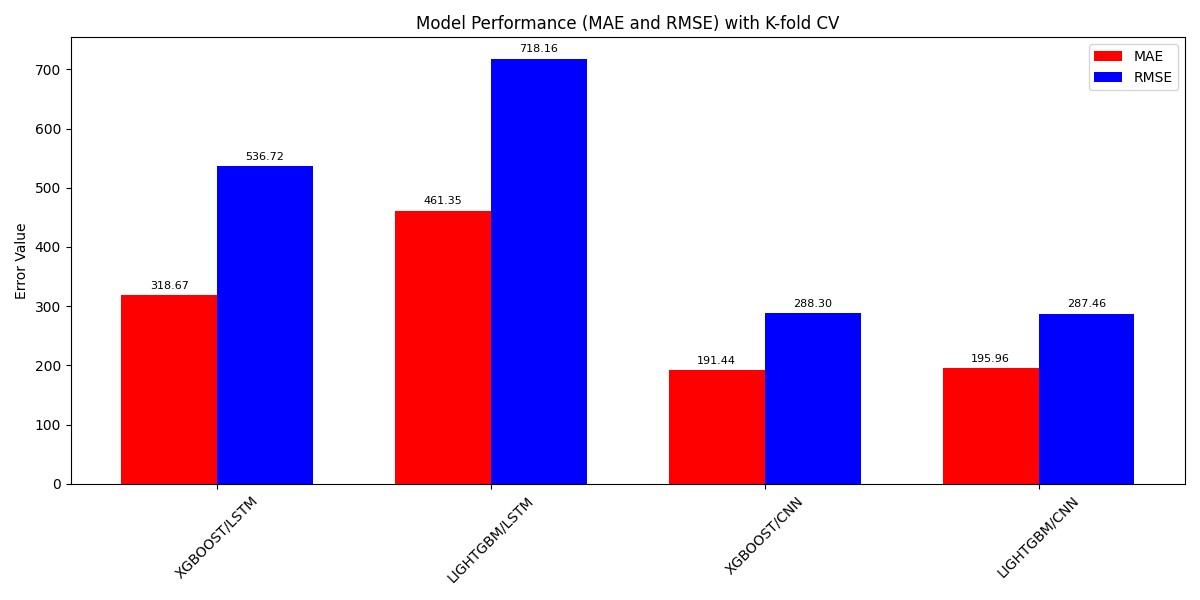 Model Performance (MAE and RMSE) with K-fold CV
MAE
RMSE
Error Value
700
600
500
400
300
200
100
0
318.67
536.72
461.35
718.16
191.44
288.30
195.96
287.46
XGBOOST/LSTM
LIGHTGBM/LSTM
XGBOOST/CNN
LIGHTGBM/CNN